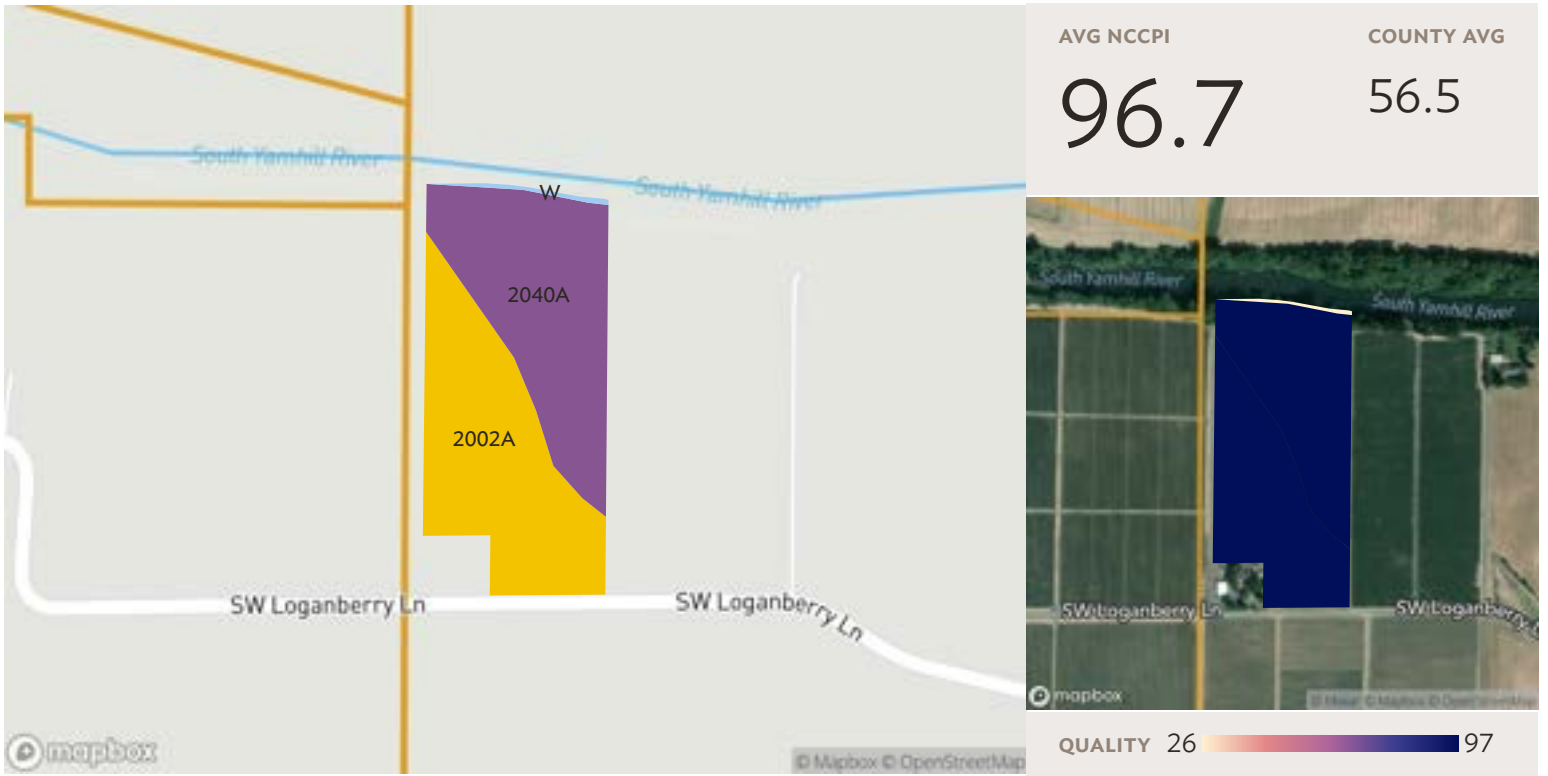 South Yamhill River
South Yamhill River
W
2040A
2002A
SW Loganberry Ln
SW Loganberry Ln
mapbox
© Mapbox © OpenStreetMap
AVG NCCPI
COUNTY AVG
96.7
56.5
South Yamhill River
South Yamhill River
SW Loganberry Ln
SW Loganberry L
mapbox
© Maxar © Mapbox © OpenStreetMap
QUALITY 26 97